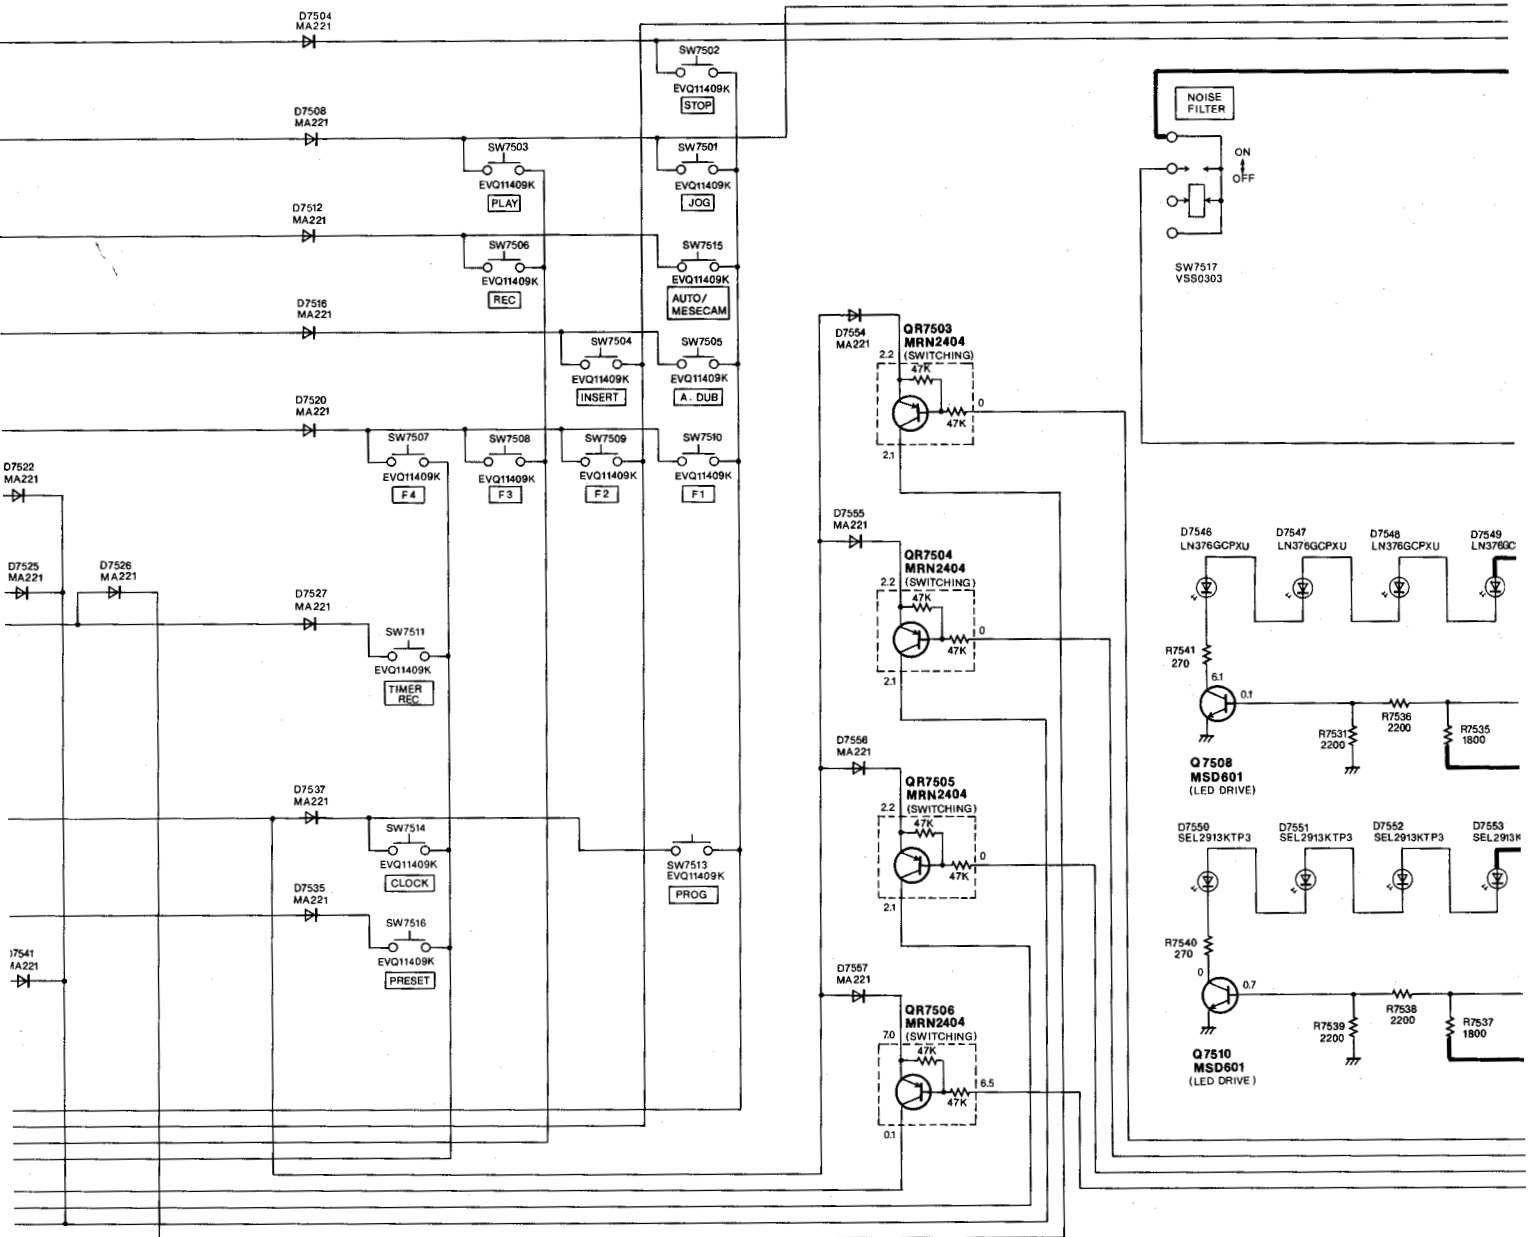 D7504
MA221
SW7502
EVQ11409K
STOP
D7508
MA221
SW7503
EVQ11409K
PLAY
SW7501
EVQ11409K
JOG
D7512
MA221
SW7506
EVQ11409K
REC
SW7515
EVQ11409K
AUTO/
MESECAM
D7516
MA221
SW7504
EVQ11409K
INSERT
SW7505
EVQ11409K
A. DUB
D7520
MA221
SW7507
EVQ11409K
F4
SW7508
EVQ11409K
F3
SW7509
EVQ11409K
F2
SW7510
EVQ11409K
F1
D7522
MA221
D7525
MA221
D7526
MA221
D7527
MA221
SW7511
EVQ11409K
TIMER
REC
D7537
MA221
SW7514
EVQ11409K
CLOCK
SW7513
EVQ11409K
PROG
D7535
MA221
SW7516
EVQ11409K
PRESET
7541
MA221
NOISE
FILTER
ON
OFF
SW7517
VSS0303
D7554
MA221
QR7503
MRN2404
(SWITCHING)
2.2
47K
0
47K
2.1
D7555
MA221
QR7504
MRN2404
(SWITCHING)
2.2
47K
0
47K
2.1
D7556
MA221
QR7505
MRN2404
(SWITCHING)
2.2
47K
0
47K
2.1
D7557
MA221
QR7506
MRN2404
(SWITCHING)
7.0
47K
6.5
47K
0.1
D7546
LN376GCPXU
D7547
LN376GCPXU
D7548
LN376GCPXU
D7549
LN376GC
R7541
270
6.1
0.1
R7531
2200
R7536
2200
R7535
1800
Q7508
MSD601
(LED DRIVE)
D7550
SEL2913KTP3
D7551
SEL2913KTP3
D7552
SEL2913KTP3
D7553
SEL2913K
R7540
270
0
0.7
R7539
2200
R7538
2200
R7537
1800
Q7510
MSD601
(LED DRIVE)